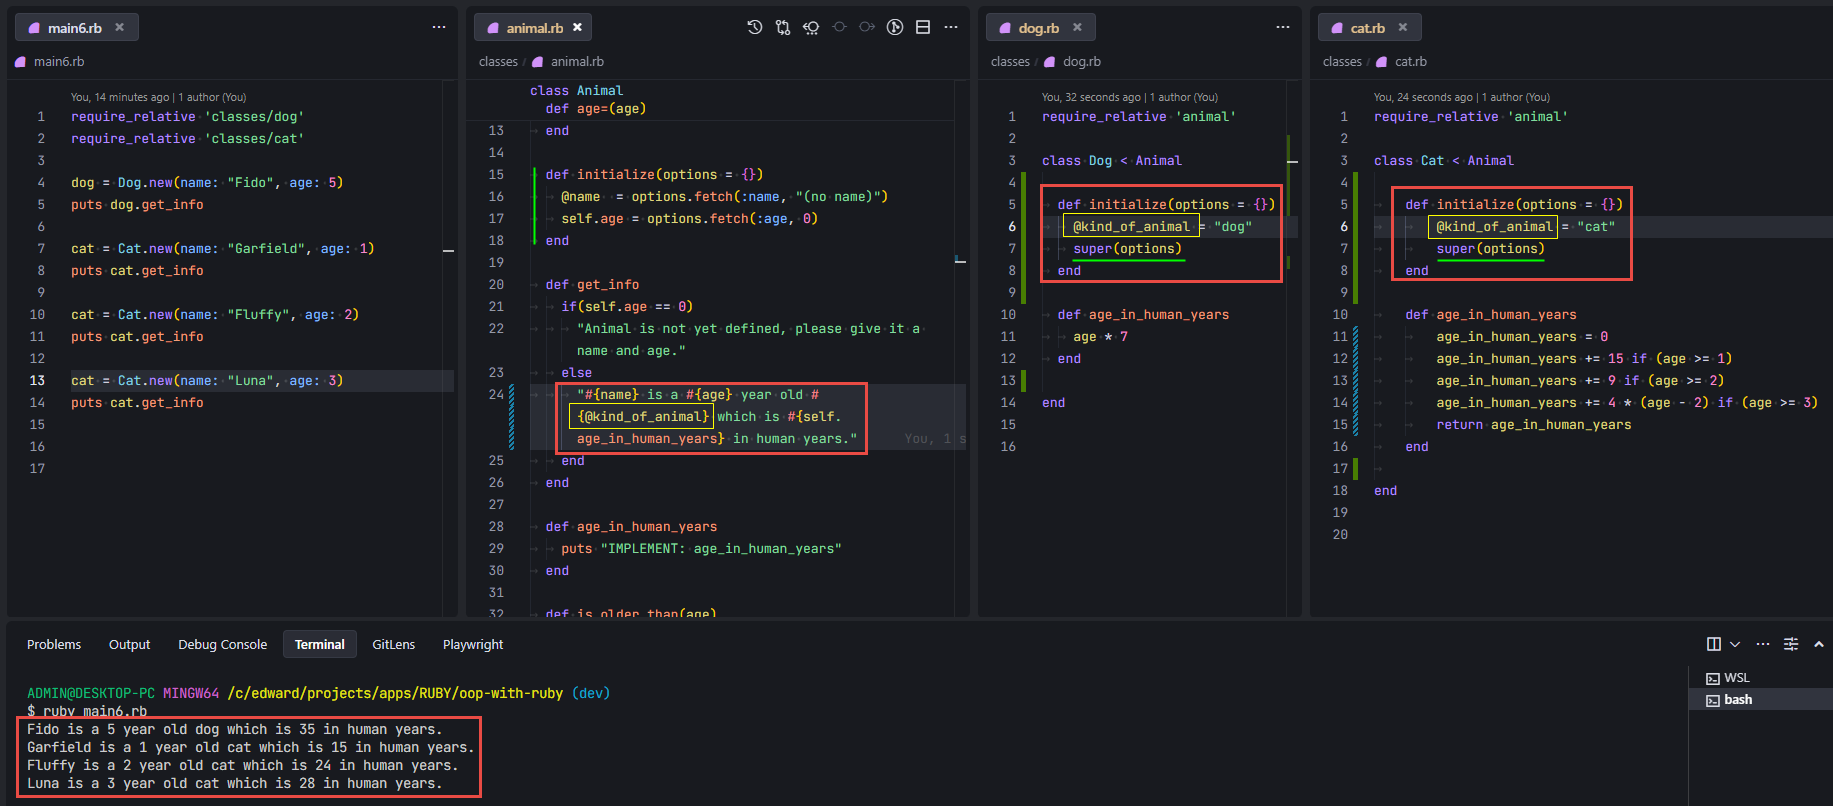 main6.rb
main6.rb
You, 14 minutes ago | 1 author (You)
1 require_relative 'classes/dog'
2 require_relative 'classes/cat'
3
4 dog = Dog.new(name: "Fido", age: 5)
5 puts dog.get_info
6
7 cat = Cat.new(name: "Garfield", age: 1)
8 puts cat.get_info
9
10 cat = Cat.new(name: "Fluffy", age: 2)
11 puts cat.get_info
12
13 cat = Cat.new(name: "Luna", age: 3)
14 puts cat.get_info
15
16
17
animal.rb
classes / animal.rb
class Animal
def age=(age)
13 end
14
15 def initialize(options = {})
16 @name = options.fetch(:name, "(no name)")
17 self.age = options.fetch(:age, 0)
18 end
19
20 def get_info
21 if(self.age == 0)
22 "Animal is not yet defined, please give it a
name and age."
23 else
24 "#{name} is a #{age} year old #
{@kind_of_animal} which is #{self.
age_in_human_years} in human years." You, 1 s
25 end
26 end
27
28 def age_in_human_years
29 puts "IMPLEMENT: age_in_human_years"
30 end
31
32 def is_older_than(age)
dog.rb
classes / dog.rb
You, 32 seconds ago | 1 author (You)
1 require_relative 'animal'
2
3 class Dog < Animal
4
5 def initialize(options = {})
6 @kind_of_animal = "dog"
7 super(options)
8 end
9
10 def age_in_human_years
11 age * 7
12 end
13
14 end
15
16
cat.rb
classes / cat.rb
You, 24 seconds ago | 1 author (You)
1 require_relative 'animal'
2
3 class Cat < Animal
4
5 def initialize(options = {})
6 @kind_of_animal = "cat"
7 super(options)
8 end
9
10 def age_in_human_years
11 age_in_human_years = 0
12 age_in_human_years += 15 if (age >= 1)
13 age_in_human_years += 9 if (age >= 2)
14 age_in_human_years += 4 * (age - 2) if (age >= 3)
15 return age_in_human_years
16 end
17
18 end
19
20
Problems Output Debug Console Terminal GitLens Playwright
ADMIN@DESKTOP-PC MINGW64 /c/edward/projects/apps/RUBY/oop-with-ruby (dev)
$ ruby main6.rb
Fido is a 5 year old dog which is 35 in human years.
Garfield is a 1 year old cat which is 15 in human years.
Fluffy is a 2 year old cat which is 24 in human years.
Luna is a 3 year old cat which is 28 in human years.
WSL
bash